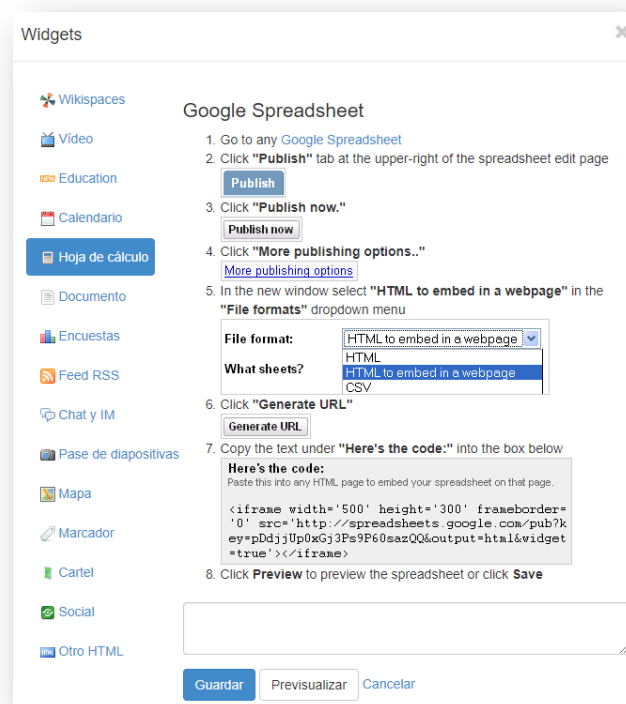 Widgets
Wikispaces
Vídeo
Education
Calendario
Hoja de cálculo
Documento
Encuestas
Feed RSS
Chat y IM
Pase de diapositivas
Mapa
Marcador
Cartel
Social
Otro HTML
Google Spreadsheet
1. Go to any Google Spreadsheet
2. Click "Publish" tab at the upper-right of the spreadsheet edit page
Publish
3. Click "Publish now."
Publish now
4. Click "More publishing options.."
More publishing options
5. In the new window select "HTML to embed in a webpage" in the
"File formats" dropdown menu
File format: HTML to embed in a webpage
HTML
What sheets? HTML to embed in a webpage
CSV
6. Click "Generate URL"
Generate URL
7. Copy the text under "Here's the code:" into the box below
Here's the code:
Paste this into any HTML page to embed your spreadsheet on that page.
<iframe width='500' height='300' frameborder=
'0' src='http://spreadsheets.google.com/pub?k
ey=pDdjjUp0xGj3Ps9P60sazQQ&output=html&widget
=true'></iframe>
8. Click Preview to preview the spreadsheet or click Save
Guardar
Previsualizar
Cancelar